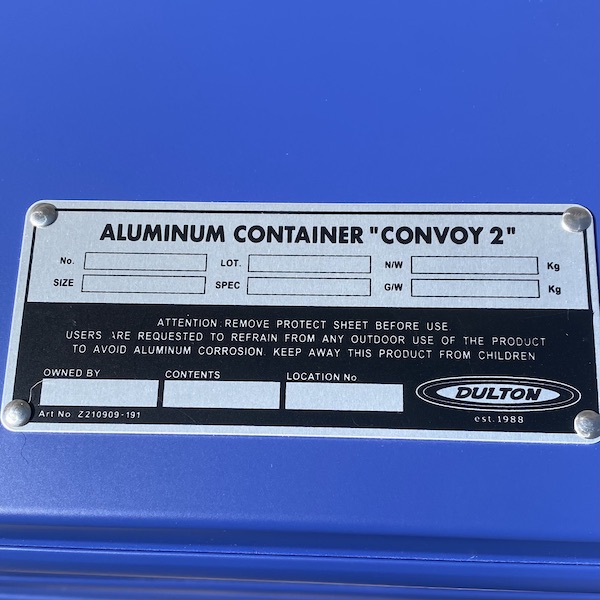 ALUMINUM CONTAINER "CONVOY 2"
No. LOT. N/W Kg
SIZE SPEC G/W Kg
ATTENTION: REMOVE PROTECT SHEET BEFORE USE.
USERS ARE REQUESTED TO REFRAIN FROM ANY OUTDOOR USE OF THE PRODUCT
TO AVOID ALUMINUM CORROSION. KEEP AWAY THIS PRODUCT FROM CHILDREN
OWNED BY CONTENTS LOCATION No
DULTON
Art No Z210909-191 est.1988